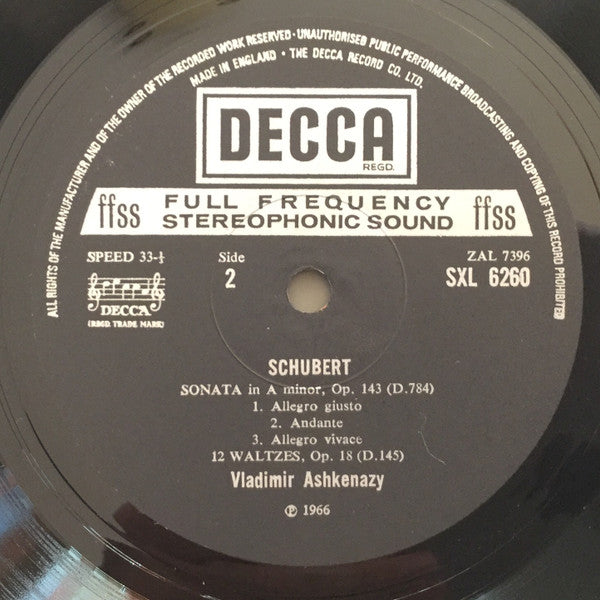 ALL RIGHTS OF THE MANUFACTURER AND OF THE OWNER OF THE RECORDED WORK RESERVED · UNAUTHORISED PUBLIC PERFORMANCE BROADCASTING AND COPYING OF THIS RECORD PROHIBITED
MADE IN ENGLAND · THE DECCA RECORD CO. LTD.
DECCA
REGD.
ffss FULL FREQUENCY ffss
STEREOPHONIC SOUND
SPEED 33-⅓ Side ZAL 7396
2 SXL 6260
DECCA
(REGD. TRADE MARK)
SCHUBERT
SONATA in A minor, Op. 143 (D.784)
1. Allegro giusto
2. Andante
3. Allegro vivace
12 WALTZES, Op. 18 (D.145)
Vladimir Ashkenazy
℗ 1966